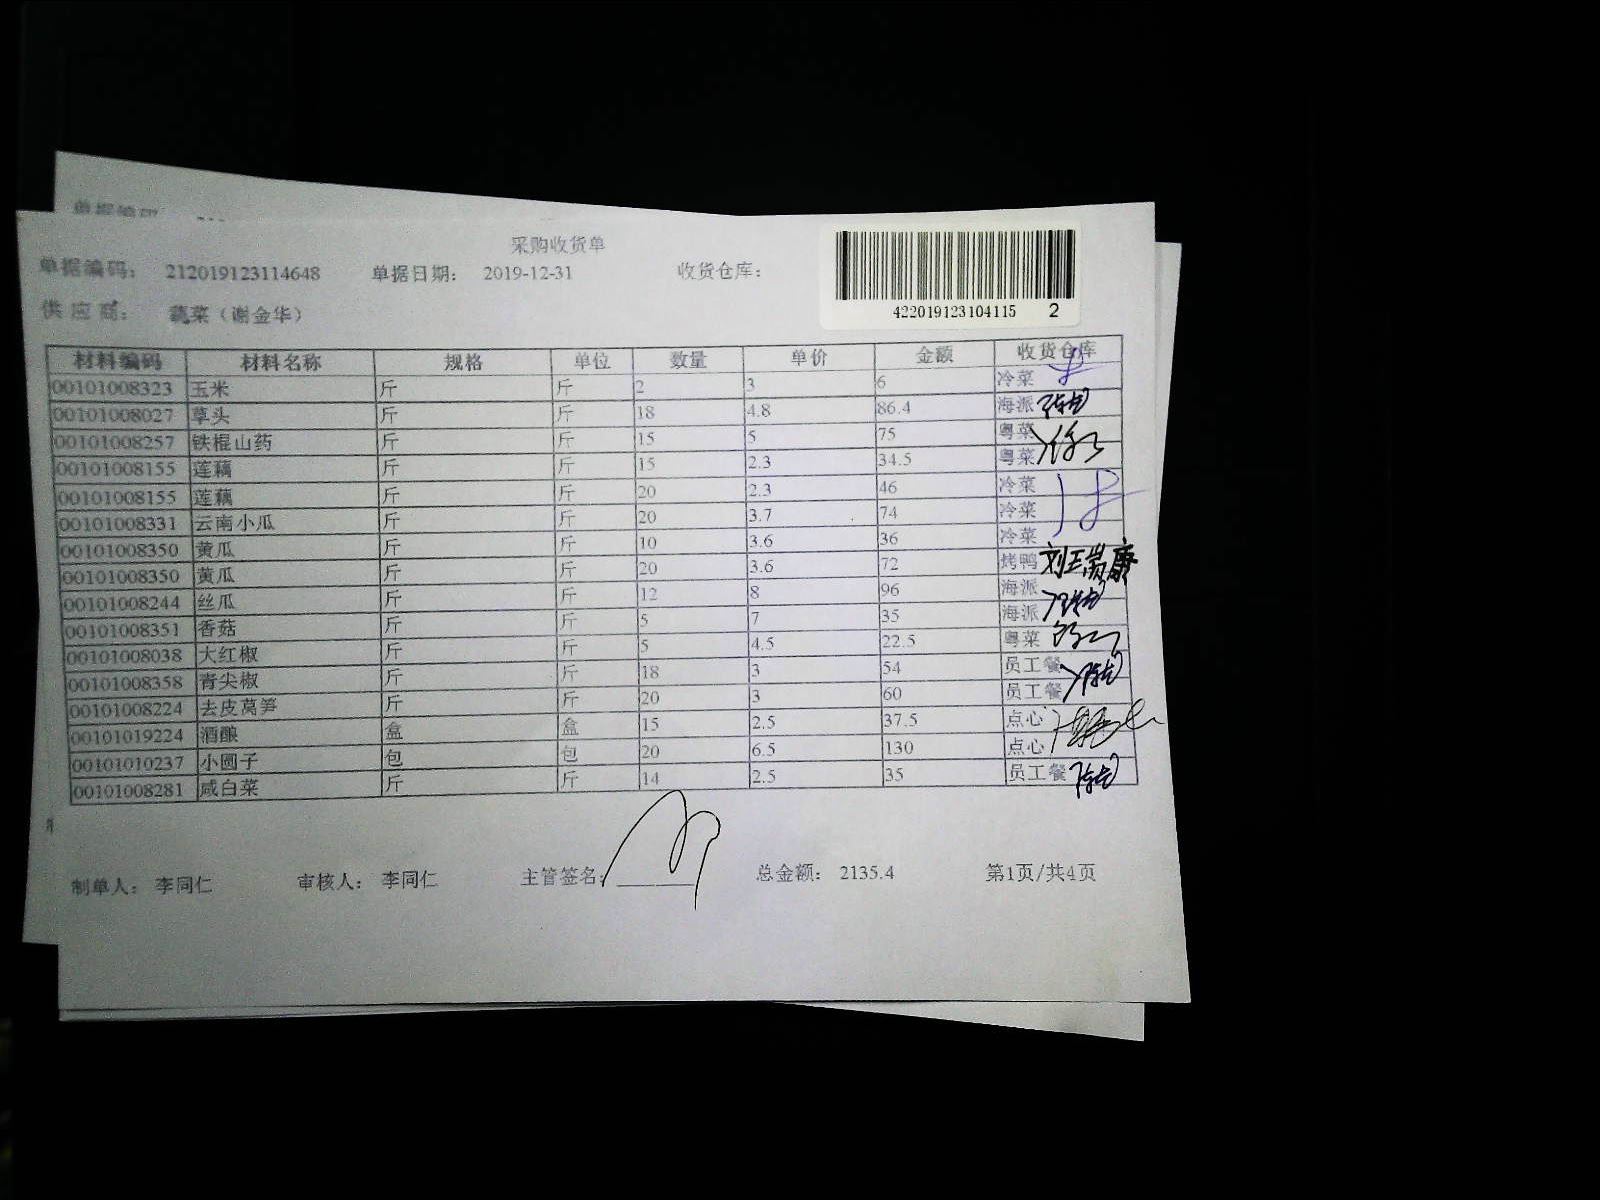 单据编码
采购收货单
单据编码： 212019123114648 单据日期： 2019-12-31 收货仓库：
422019123104115 2
供应商： 蔬菜（谢金华）
材料编码 材料名称 规格 单位 数量 单价 金额 收货仓库
00101008323 玉米 斤 斤 2 3 6 冷菜
00101008027 草头 斤 斤 18 4.8 86.4 海派
00101008257 铁棍山药 斤 斤 15 5 75 粤菜
00101008155 莲藕 斤 斤 15 2.3 34.5 粤菜
00101008155 莲藕 斤 斤 20 2.3 46 冷菜
00101008331 云南小瓜 斤 斤 20 3.7 74 冷菜
00101008350 黄瓜 斤 斤 10 3.6 36 冷菜
00101008350 黄瓜 斤 斤 20 3.6 72 烤鸭
00101008244 丝瓜 斤 斤 12 8 96 海派
00101008351 香菇 斤 斤 5 7 35 海派
00101008038 大红椒 斤 斤 5 4.5 22.5 粤菜
00101008358 青尖椒 斤 斤 18 3 54 员工餐
00101008224 去皮莴笋 斤 斤 20 3 60 员工餐
00101019224 酒酿 盒 盒 15 2.5 37.5 点心
00101010237 小圆子 包 包 20 6.5 130 点心
00101008281 咸白菜 斤 斤 14 2.5 35 员工餐
制单人： 李同仁 审核人： 李同仁 主管签名： 总金额： 2135.4 第1页/共4页